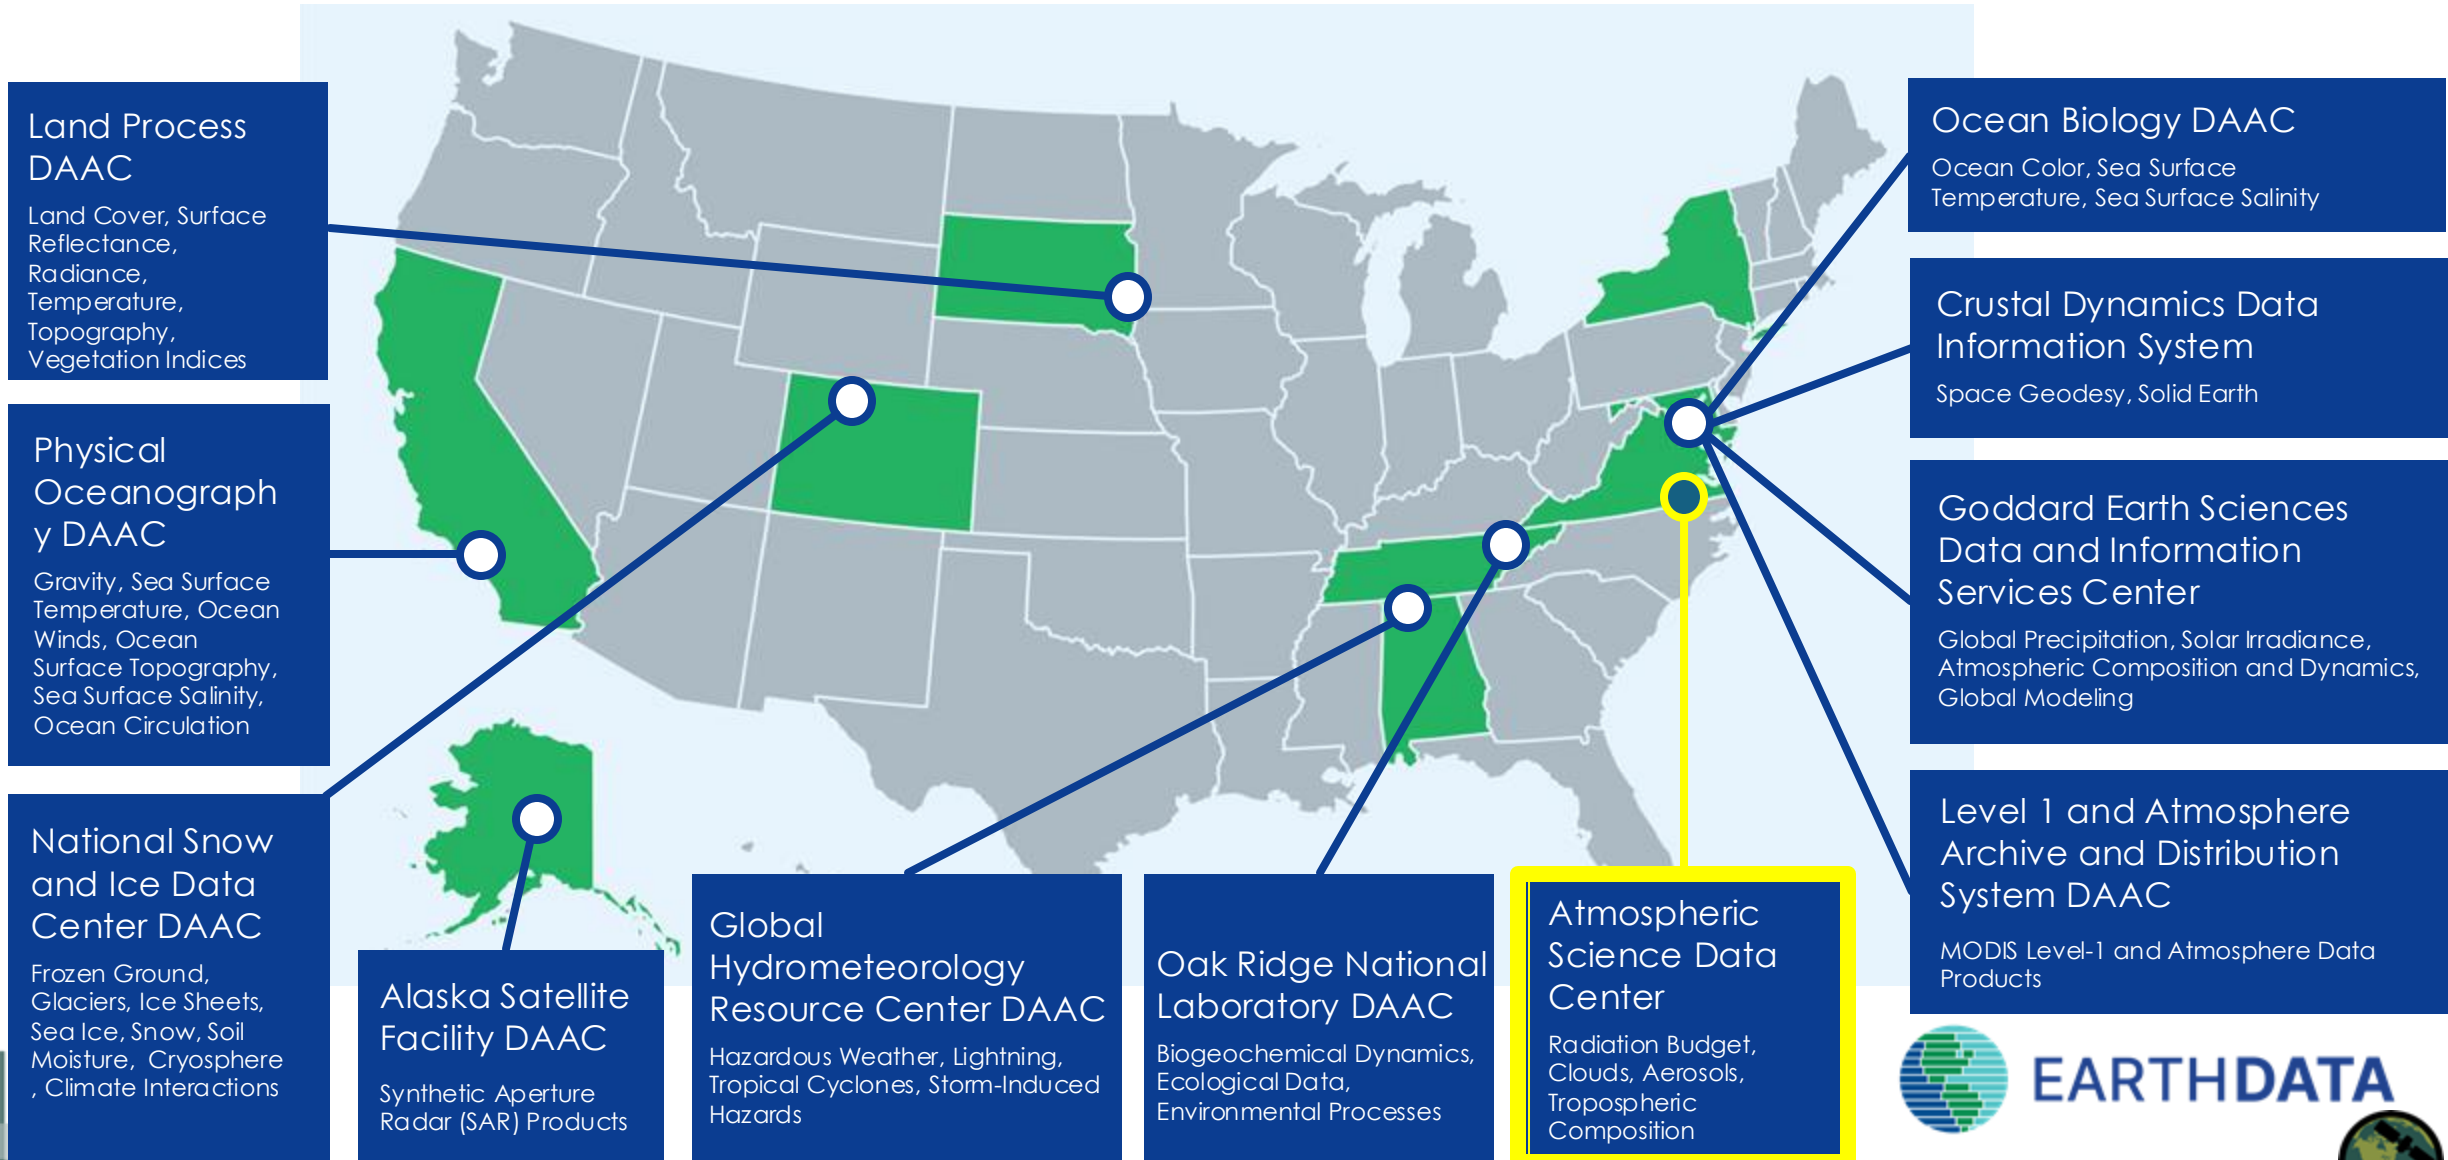 Land Process
DAAC
Land Cover, Surface
Reflectance,
Radiance,
Temperature,
Topography,
Vegetation Indices
Physical
Oceanograph
y DAAC
Gravity, Sea Surface
Temperature, Ocean
Winds, Ocean
Surface Topography,
Sea Surface Salinity,
Ocean Circulation
National Snow
and Ice Data
Center DAAC
Frozen Ground,
Glaciers, Ice Sheets,
Sea Ice, Snow, Soil
Moisture, Cryosphere
, Climate Interactions
Alaska Satellite
Facility DAAC
Synthetic Aperture
Radar (SAR) Products
Global
Hydrometeorology
Resource Center DAAC
Hazardous Weather, Lightning,
Tropical Cyclones, Storm-Induced
Hazards
Oak Ridge National
Laboratory DAAC
Biogeochemical Dynamics,
Ecological Data,
Environmental Processes
Atmospheric
Science Data
Center
Radiation Budget,
Clouds, Aerosols,
Tropospheric
Composition
Ocean Biology DAAC
Ocean Color, Sea Surface
Temperature, Sea Surface Salinity
Crustal Dynamics Data
Information System
Space Geodesy, Solid Earth
Goddard Earth Sciences
Data and Information
Services Center
Global Precipitation, Solar Irradiance,
Atmospheric Composition and Dynamics,
Global Modeling
Level 1 and Atmosphere
Archive and Distribution
System DAAC
MODIS Level-1 and Atmosphere Data
Products
EARTHDATA